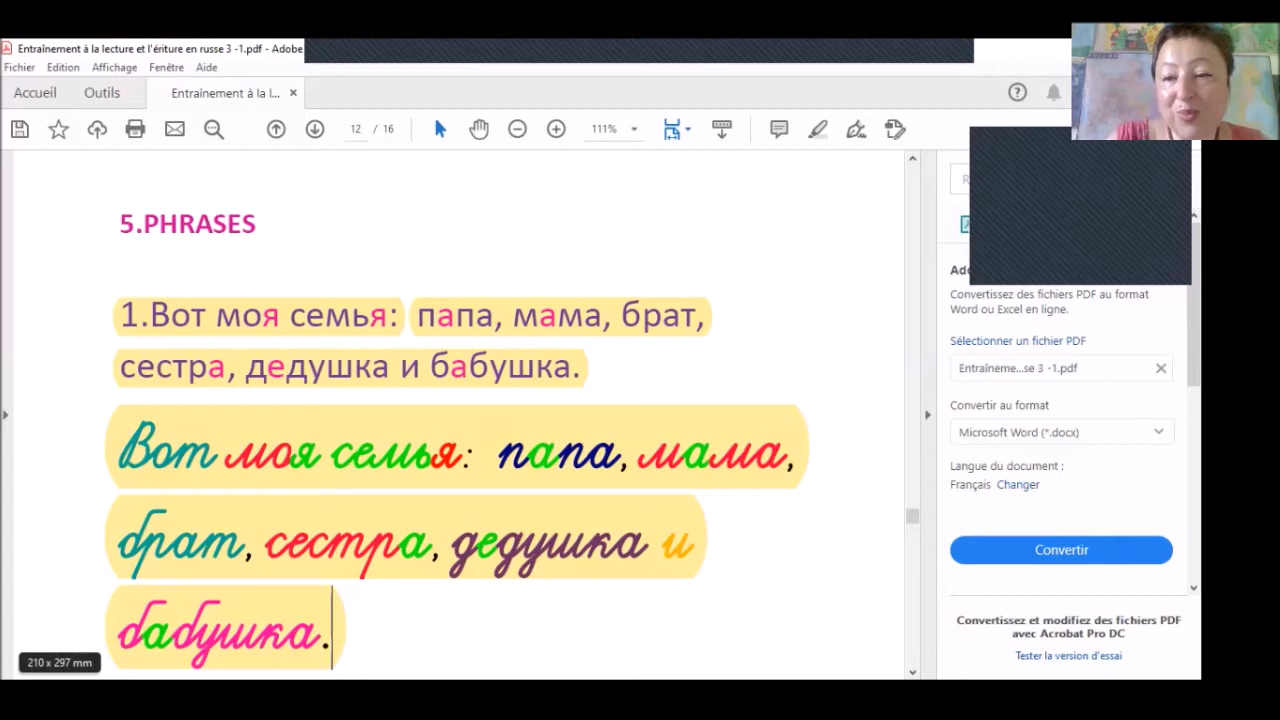 Entraînement à la lecture et l'ériture en russe 3 -1.pdf - Adobe
Fichier Edition Affichage Fenêtre Aide
Accueil Outils Entraînement à la l... ×
12 / 16 111%
5.PHRASES
1.Вот моя семья: папа, мама, брат,
сестра, дедушка и бабушка.
Вот моя семья: папа, мама,
брат, сестра, дедушка и
бабушка.
210 x 297 mm
Convertissez des fichiers PDF au format
Word ou Excel en ligne.
Sélectionner un fichier PDF
Entraîneme...se 3 -1.pdf
Convertir au format
Microsoft Word (*.docx)
Langue du document :
Français Changer
Convertir
Convertissez et modifiez des fichiers PDF
avec Acrobat Pro DC
Tester la version d'essai